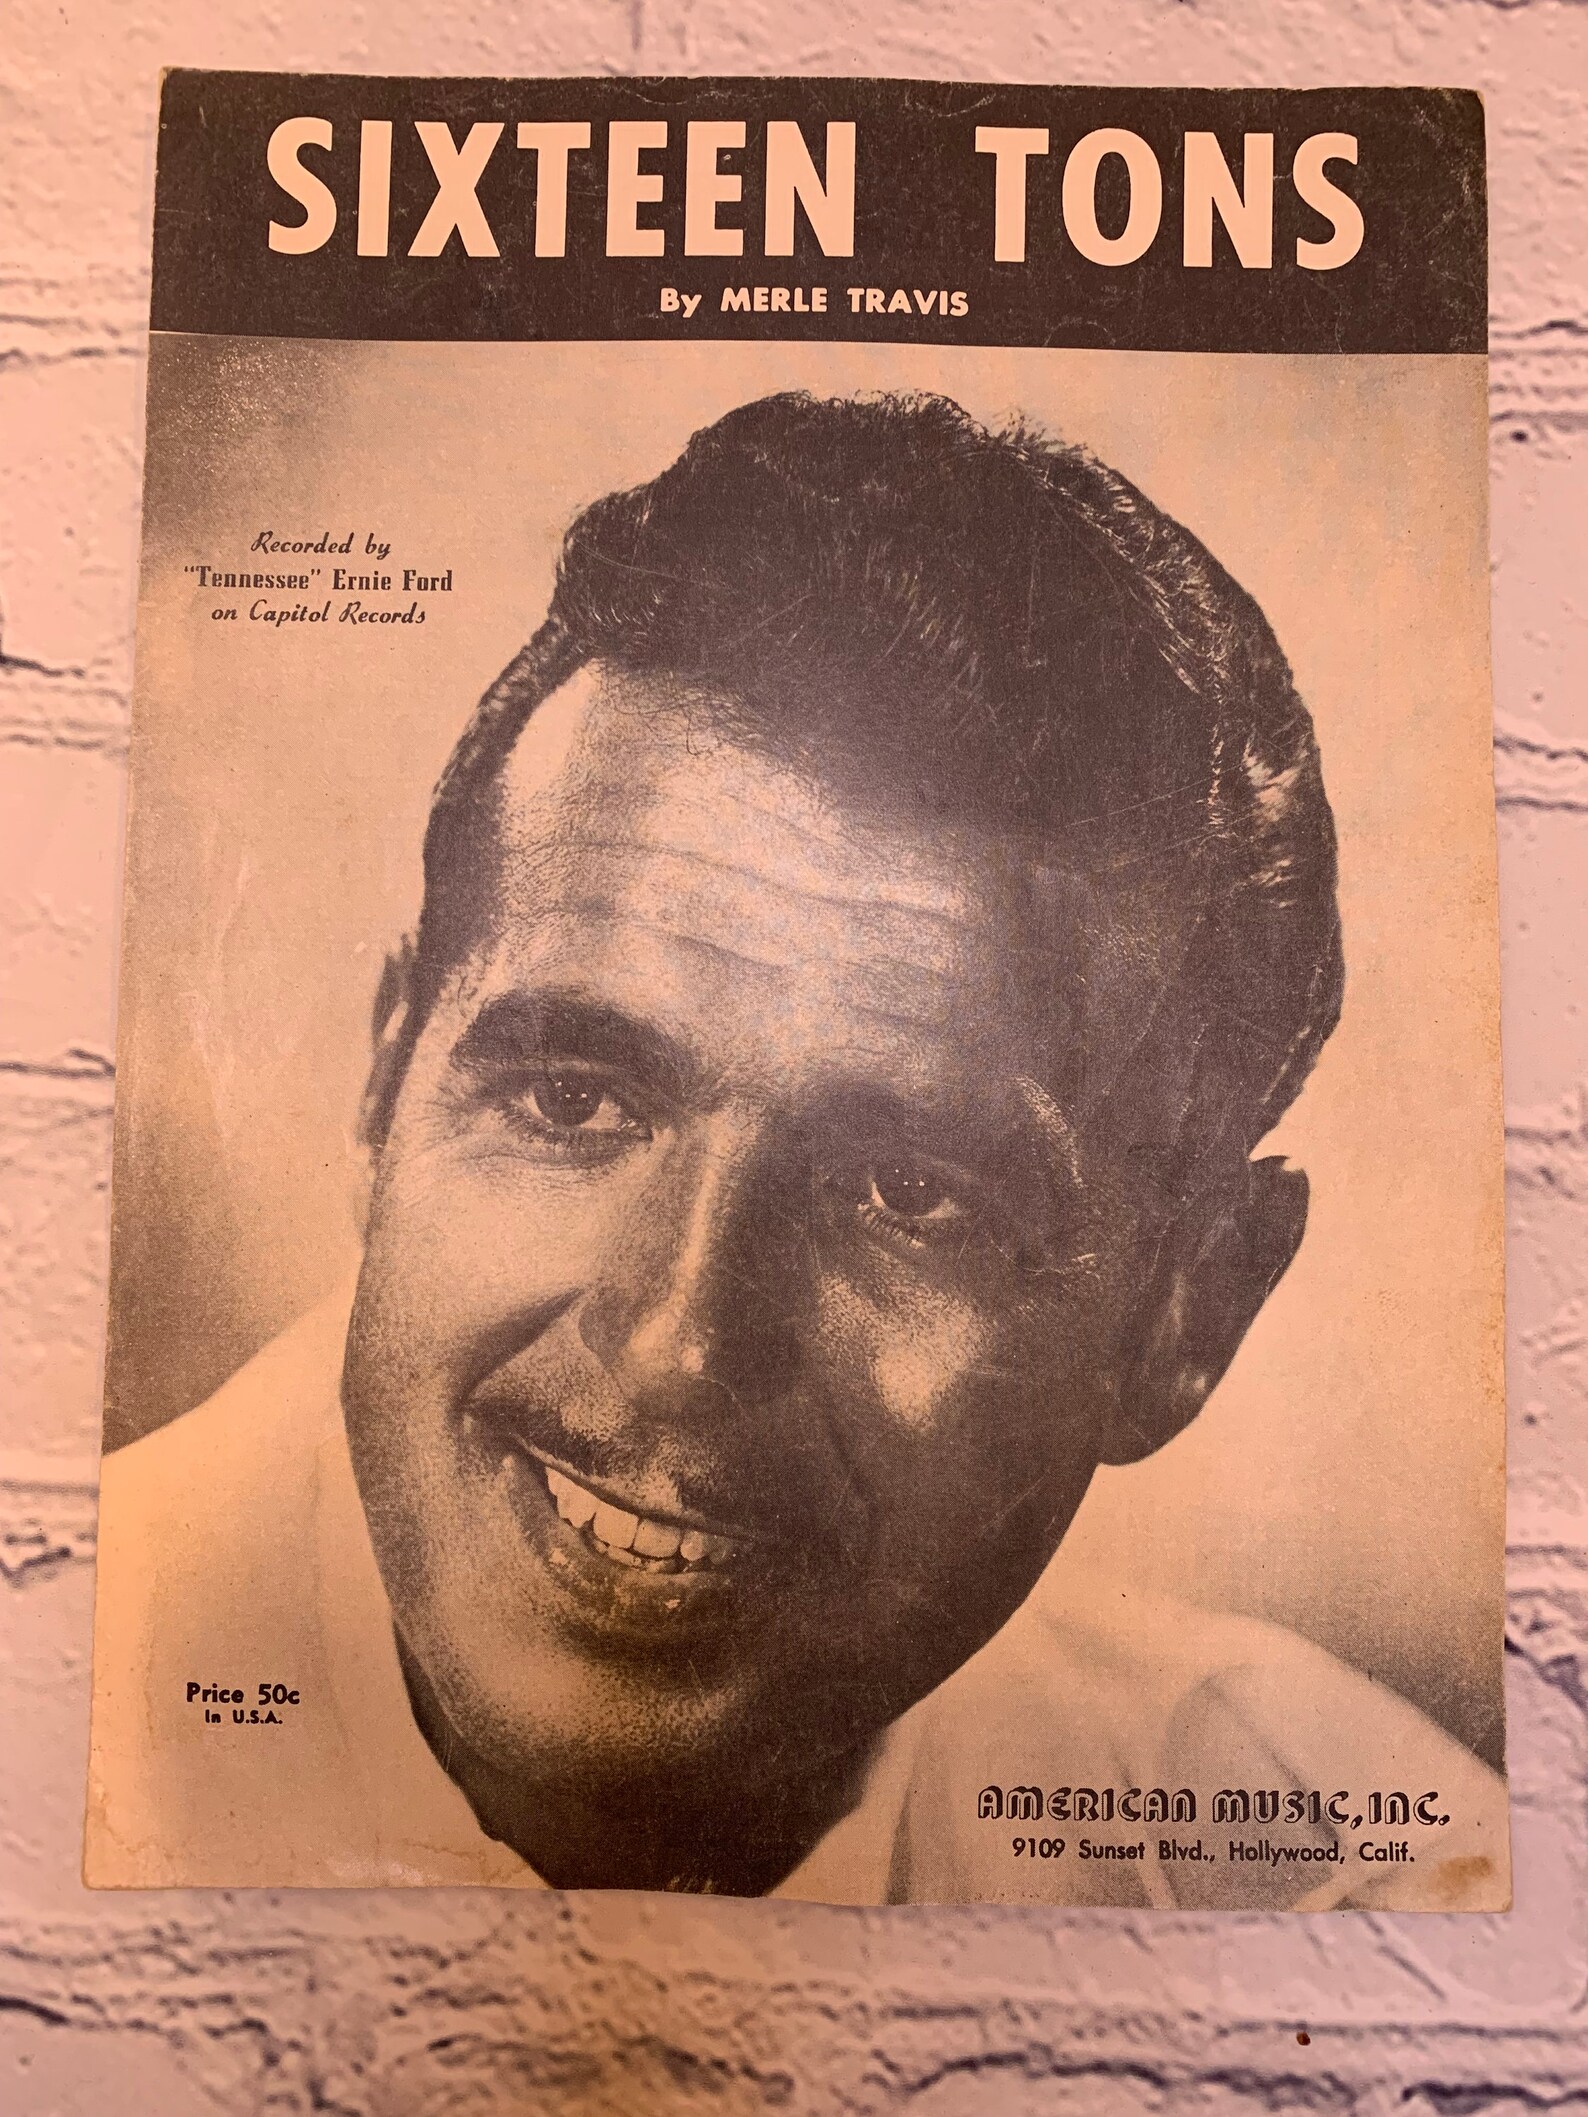 SIXTEEN TONS
By MERLE TRAVIS
Recorded by
"Tennessee" Ernie Ford
on Capitol Records
Price 50c
In U.S.A.
AMERICAN MUSIC, INC.
9109 Sunset Blvd., Hollywood, Calif.